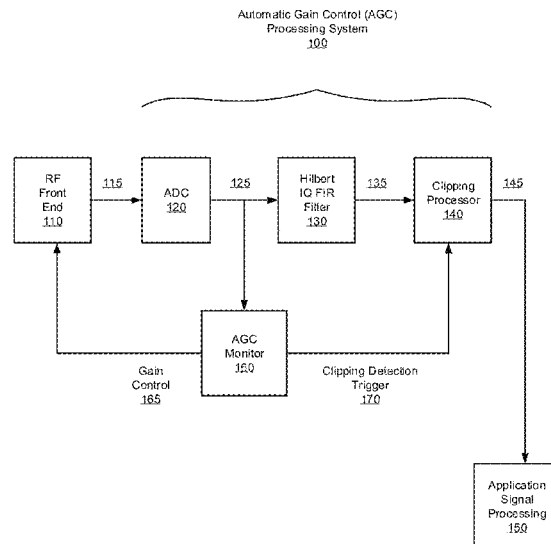 Automatic Gain Control (AGC)
Processing System
100
RF
Front
End
110
115
ADC
120
125
Hilbert
IQ FIR
Filter
130
135
Clipping
Processor
140
145
AGC
Monitor
160
Gain
Control
165
Clipping Detection
Trigger
170
Application
Signal
Processing
150